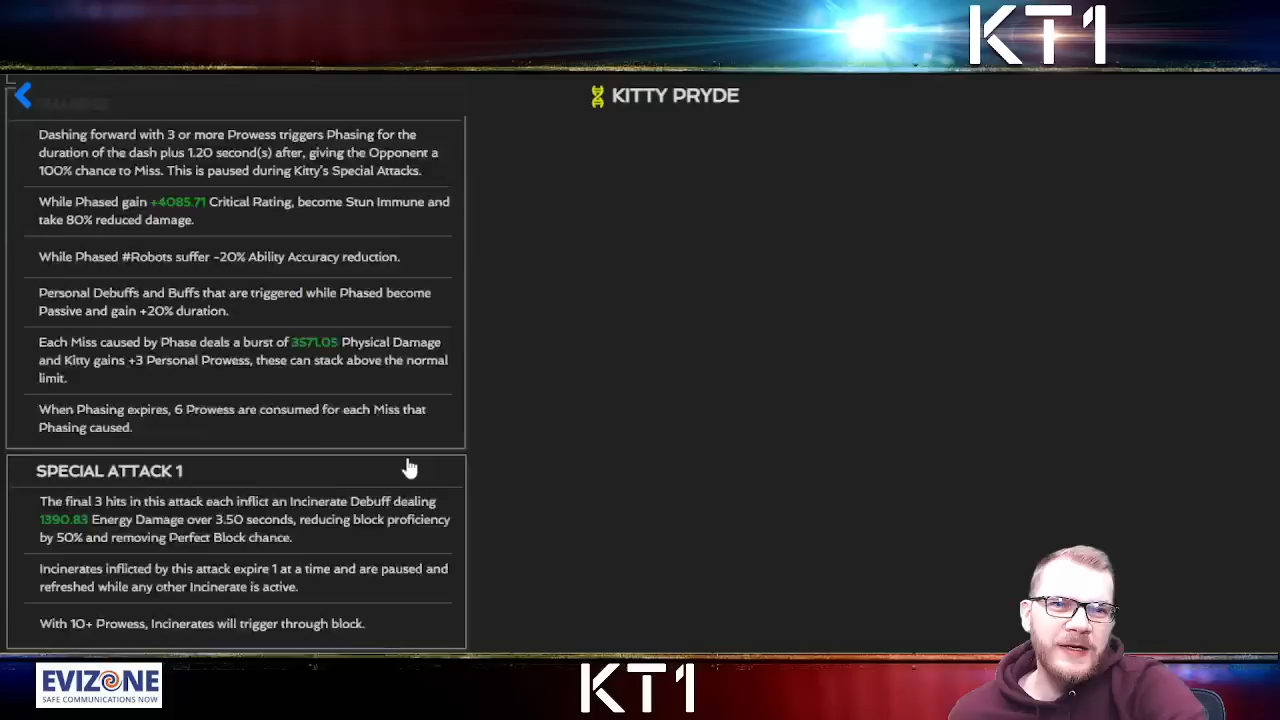 KT1
KITTY PRYDE
Dashing forward with 3 or more Prowess triggers Phasing for the
duration of the dash plus 1.20 second(s) after, giving the Opponent a
100% chance to Miss. This is paused during Kitty's Special Attacks.
While Phased gain +4085.71 Critical Rating, become Stun Immune and
take 80% reduced damage.
While Phased #Robots suffer -20% Ability Accuracy reduction.
Personal Debuffs and Buffs that are triggered while Phased become
Passive and gain +20% duration.
Each Miss caused by Phase deals a burst of 3571.05 Physical Damage
and Kitty gains +3 Personal Prowess, these can stack above the normal
limit.
When Phasing expires, 6 Prowess are consumed for each Miss that
Phasing caused.
SPECIAL ATTACK 1
The final 3 hits in this attack each inflict an Incinerate Debuff dealing
1390.83 Energy Damage over 3.50 seconds, reducing block proficiency
by 50% and removing Perfect Block chance.
Incinerates inflicted by this attack expire 1 at a time and are paused and
refreshed while any other Incinerate is active.
With 10+ Prowess, Incinerates will trigger through block.
EVIZONE
SAFE COMMUNICATIONS NOW
KT1